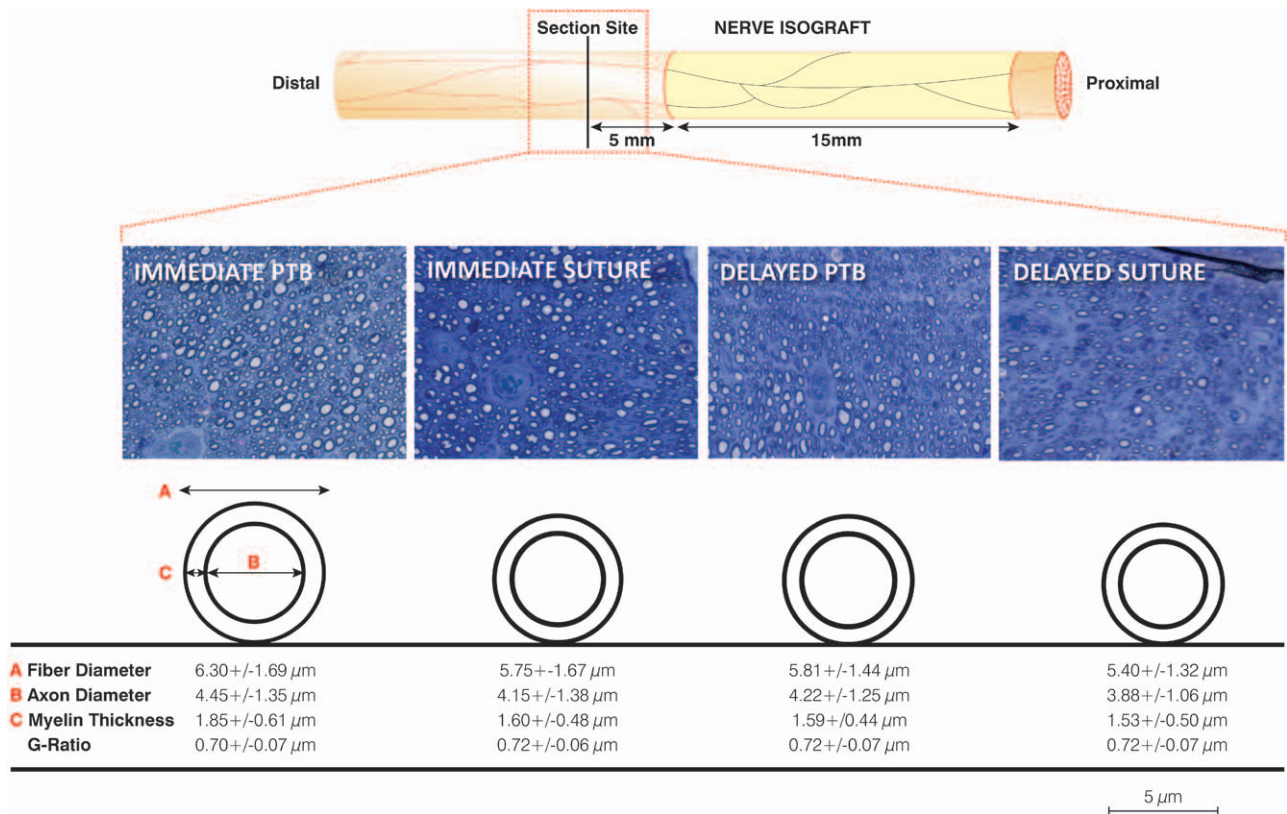 Section Site
NERVE ISOGRAFT
Distal
Proximal
5 mm
15mm
IMMEDIATE PTB
IMMEDIATE SUTURE
DELAYED PTB
DELAYED SUTURE
A
C
B
A Fiber Diameter 6.30+/-1.69 µm 5.75+-1.67 µm 5.81+/-1.44 µm 5.40+/-1.32 µm
B Axon Diameter 4.45+/-1.35 µm 4.15+/-1.38 µm 4.22+/-1.25 µm 3.88+/-1.06 µm
C Myelin Thickness 1.85+/-0.61 µm 1.60+/-0.48 µm 1.59+/0.44 µm 1.53+/-0.50 µm
G-Ratio 0.70+/-0.07 µm 0.72+/-0.06 µm 0.72+/-0.07 µm 0.72+/-0.07 µm
5 µm